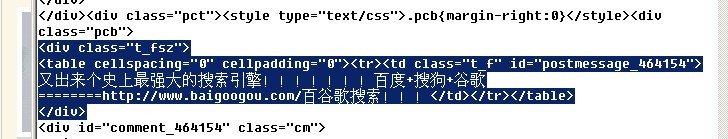 </div><div class="pct"><style type="text/css">.pcb{margin-right:0}</style><div
class="pcb">
<div class="t_fsz">
<table cellspacing="0" cellpadding="0"><tr><td class="t_f" id="postmessage_464154">
又出来个史上最强大的搜索引擎！！！！！！！百度+搜狗+谷歌
========http://www.baigoogou.com/百谷歌搜索！！！</td></tr></table>
</div>
<div id="comment_464154" class="cm">